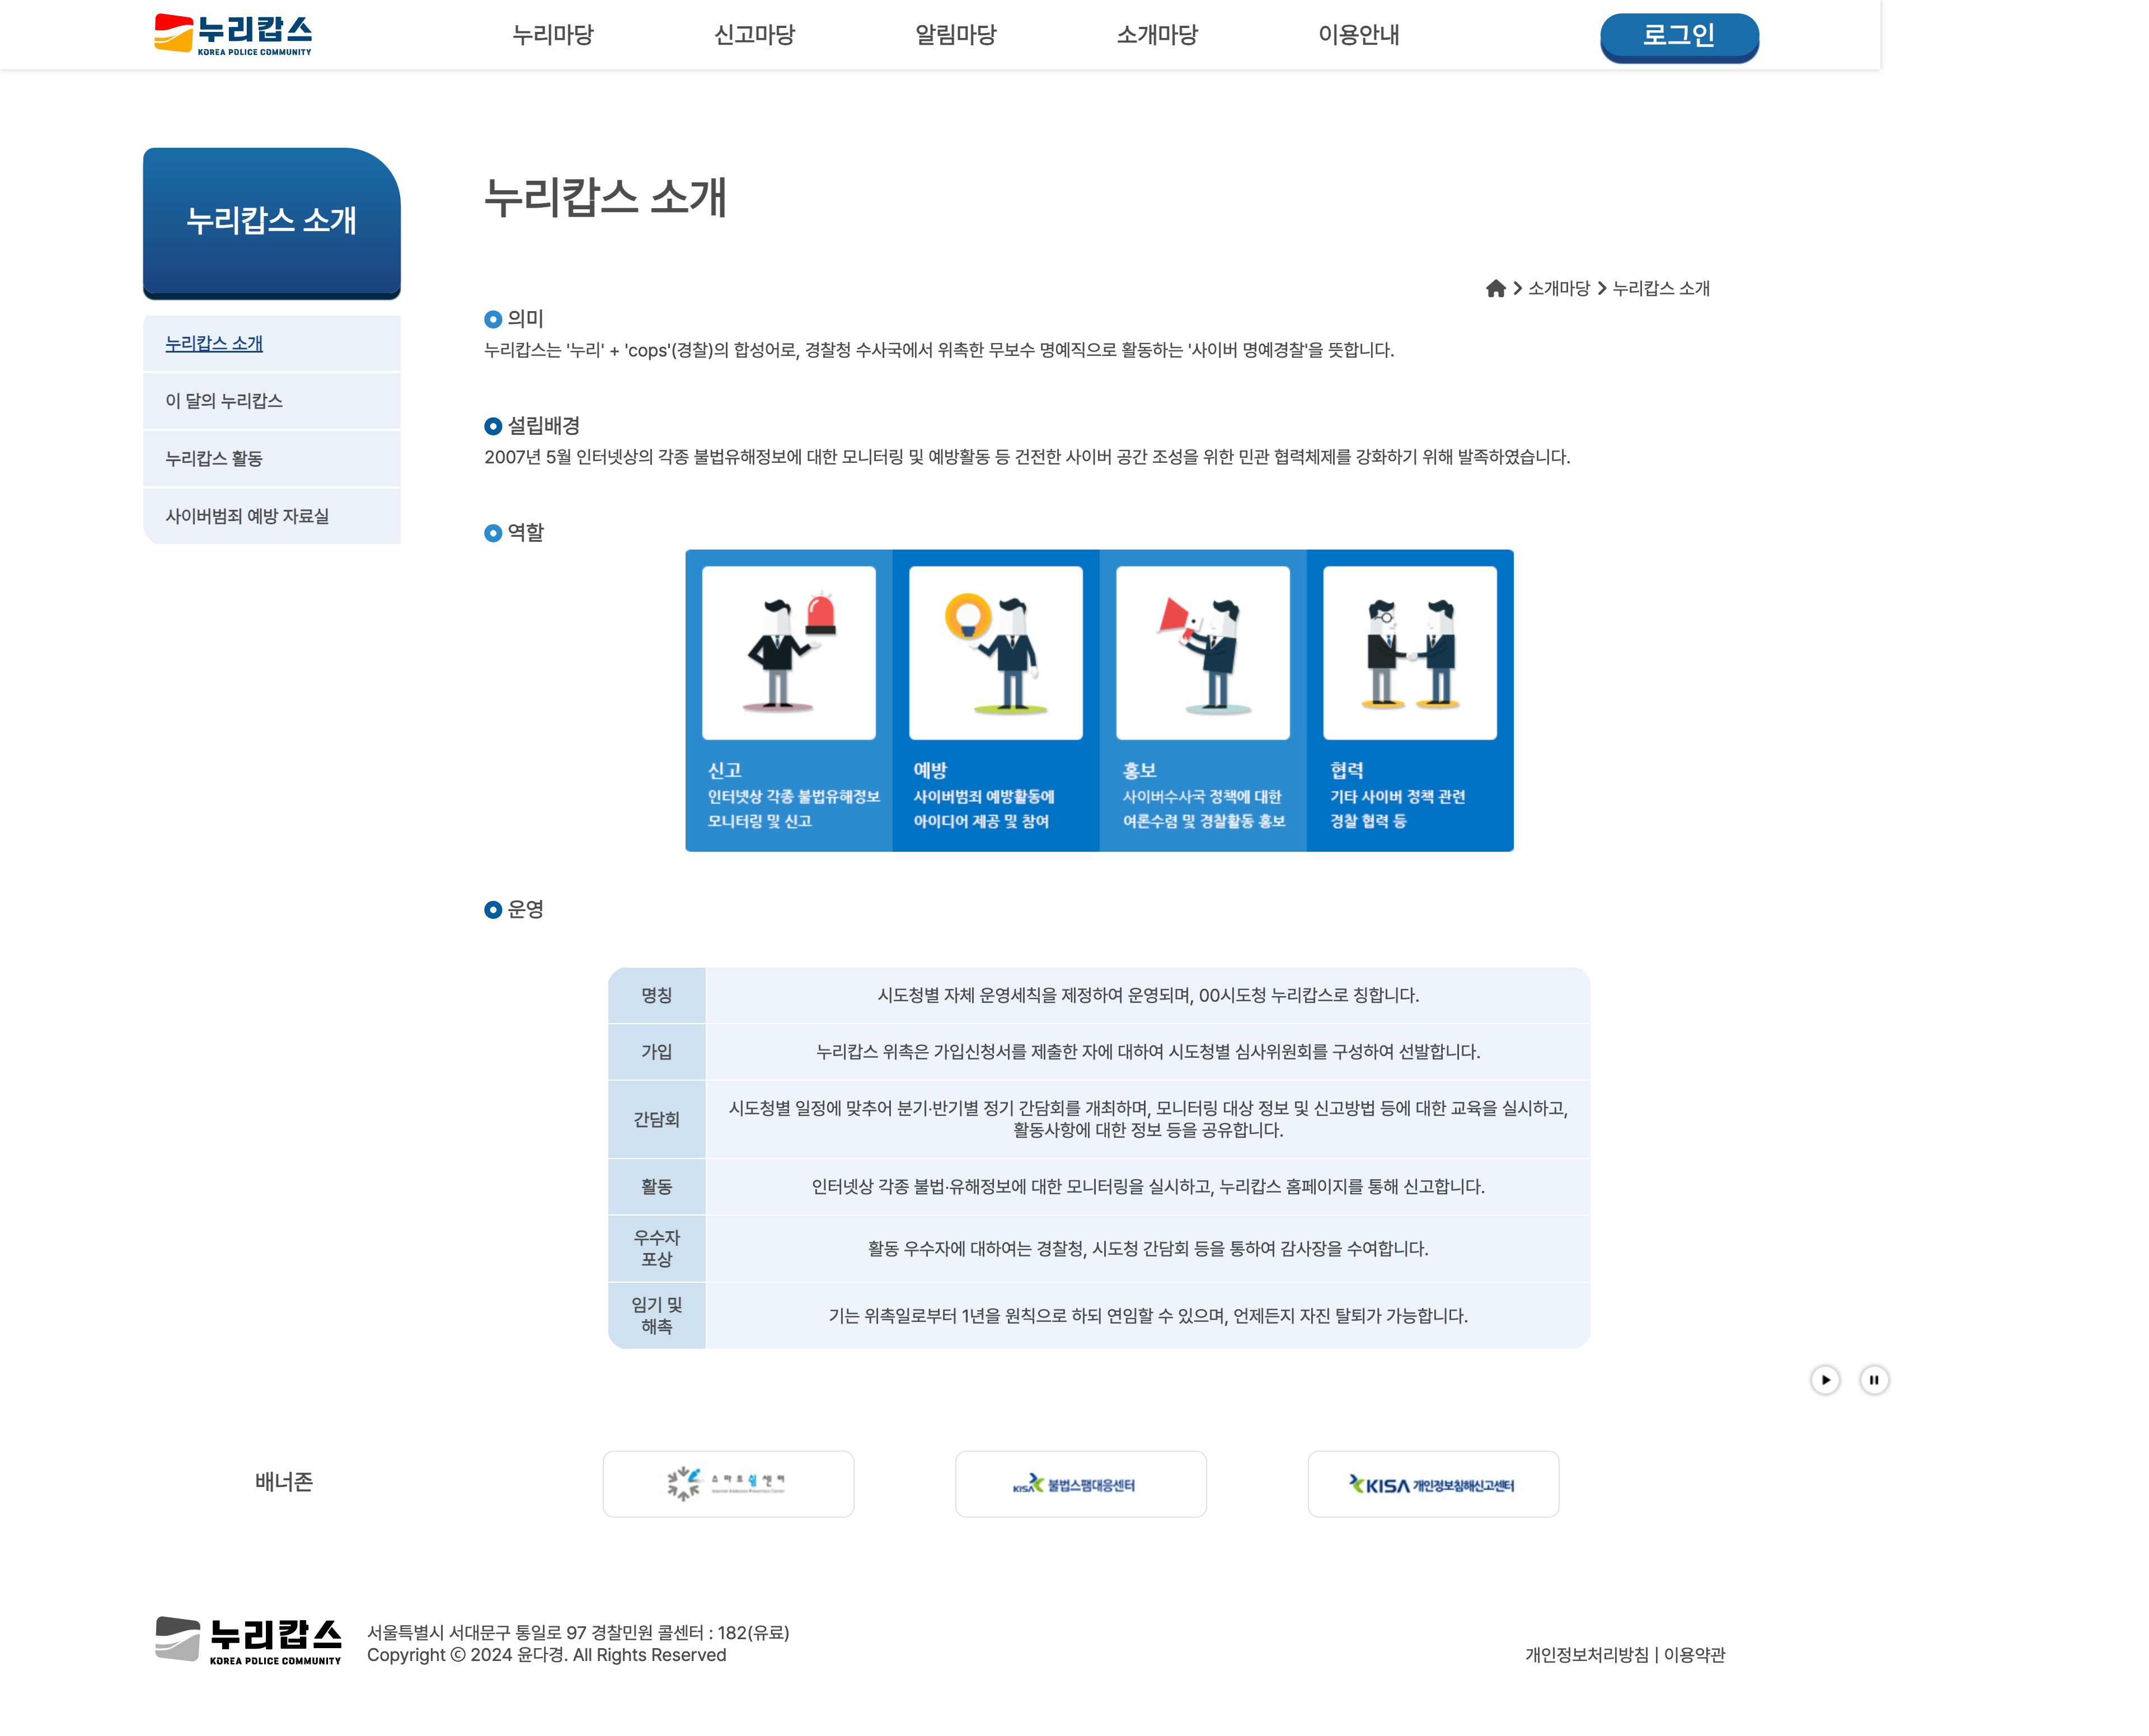 누리캅스
KOREA POLICE COMMUNITY
누리마당
신고마당
알림마당
소개마당
이용안내
로그인
누리캅스 소개
누리캅스 소개
이 달의 누리캅스
누리캅스 활동
사이버범죄 예방 자료실
누리캅스 소개
소개마당
누리캅스 소개
의미
누리캅스는 '누리' + 'cops'(경찰)의 합성어로, 경찰청 수사국에서 위촉한 무보수 명예직으로 활동하는 '사이버 명예경찰'을 뜻합니다.
설립배경
2007년 5월 인터넷상의 각종 불법유해정보에 대한 모니터링 및 예방활동 등 건전한 사이버 공간 조성을 위한 민관 협력체제를 강화하기 위해 발족하였습니다.
역할
신고
인터넷상 각종 불법유해정보
모니터링 및 신고
예방
사이버범죄 예방활동에
아이디어 제공 및 참여
홍보
사이버수사국 정책에 대한
여론수렴 및 경찰활동 홍보
협력
기타 사이버 정책 관련
경찰 협력 등
운영
명칭
시도청별 자체 운영세칙을 제정하여 운영되며, 00시도청 누리캅스로 칭합니다.
가입
누리캅스 위촉은 가입신청서를 제출한 자에 대하여 시도청별 심사위원회를 구성하여 선발합니다.
간담회
시도청별 일정에 맞추어 분기·반기별 정기 간담회를 개최하며, 모니터링 대상 정보 및 신고방법 등에 대한 교육을 실시하고,
활동사항에 대한 정보 등을 공유합니다.
활동
인터넷상 각종 불법·유해정보에 대한 모니터링을 실시하고, 누리캅스 홈페이지를 통해 신고합니다.
우수자
포상
활동 우수자에 대하여는 경찰청, 시도청 간담회 등을 통하여 감사장을 수여합니다.
임기 및
해촉
기는 위촉일로부터 1년을 원칙으로 하되 연임할 수 있으며, 언제든지 자진 탈퇴가 가능합니다.
배너존
스마트쉼센터
Internet Addiction Prevention Center
KISA 불법스팸대응센터
KISA 개인정보침해신고센터
누리캅스
KOREA POLICE COMMUNITY
서울특별시 서대문구 통일로 97 경찰민원 콜센터 : 182(유료)
Copyright ⓒ 2024 윤다경. All Rights Reserved
개인정보처리방침 | 이용약관